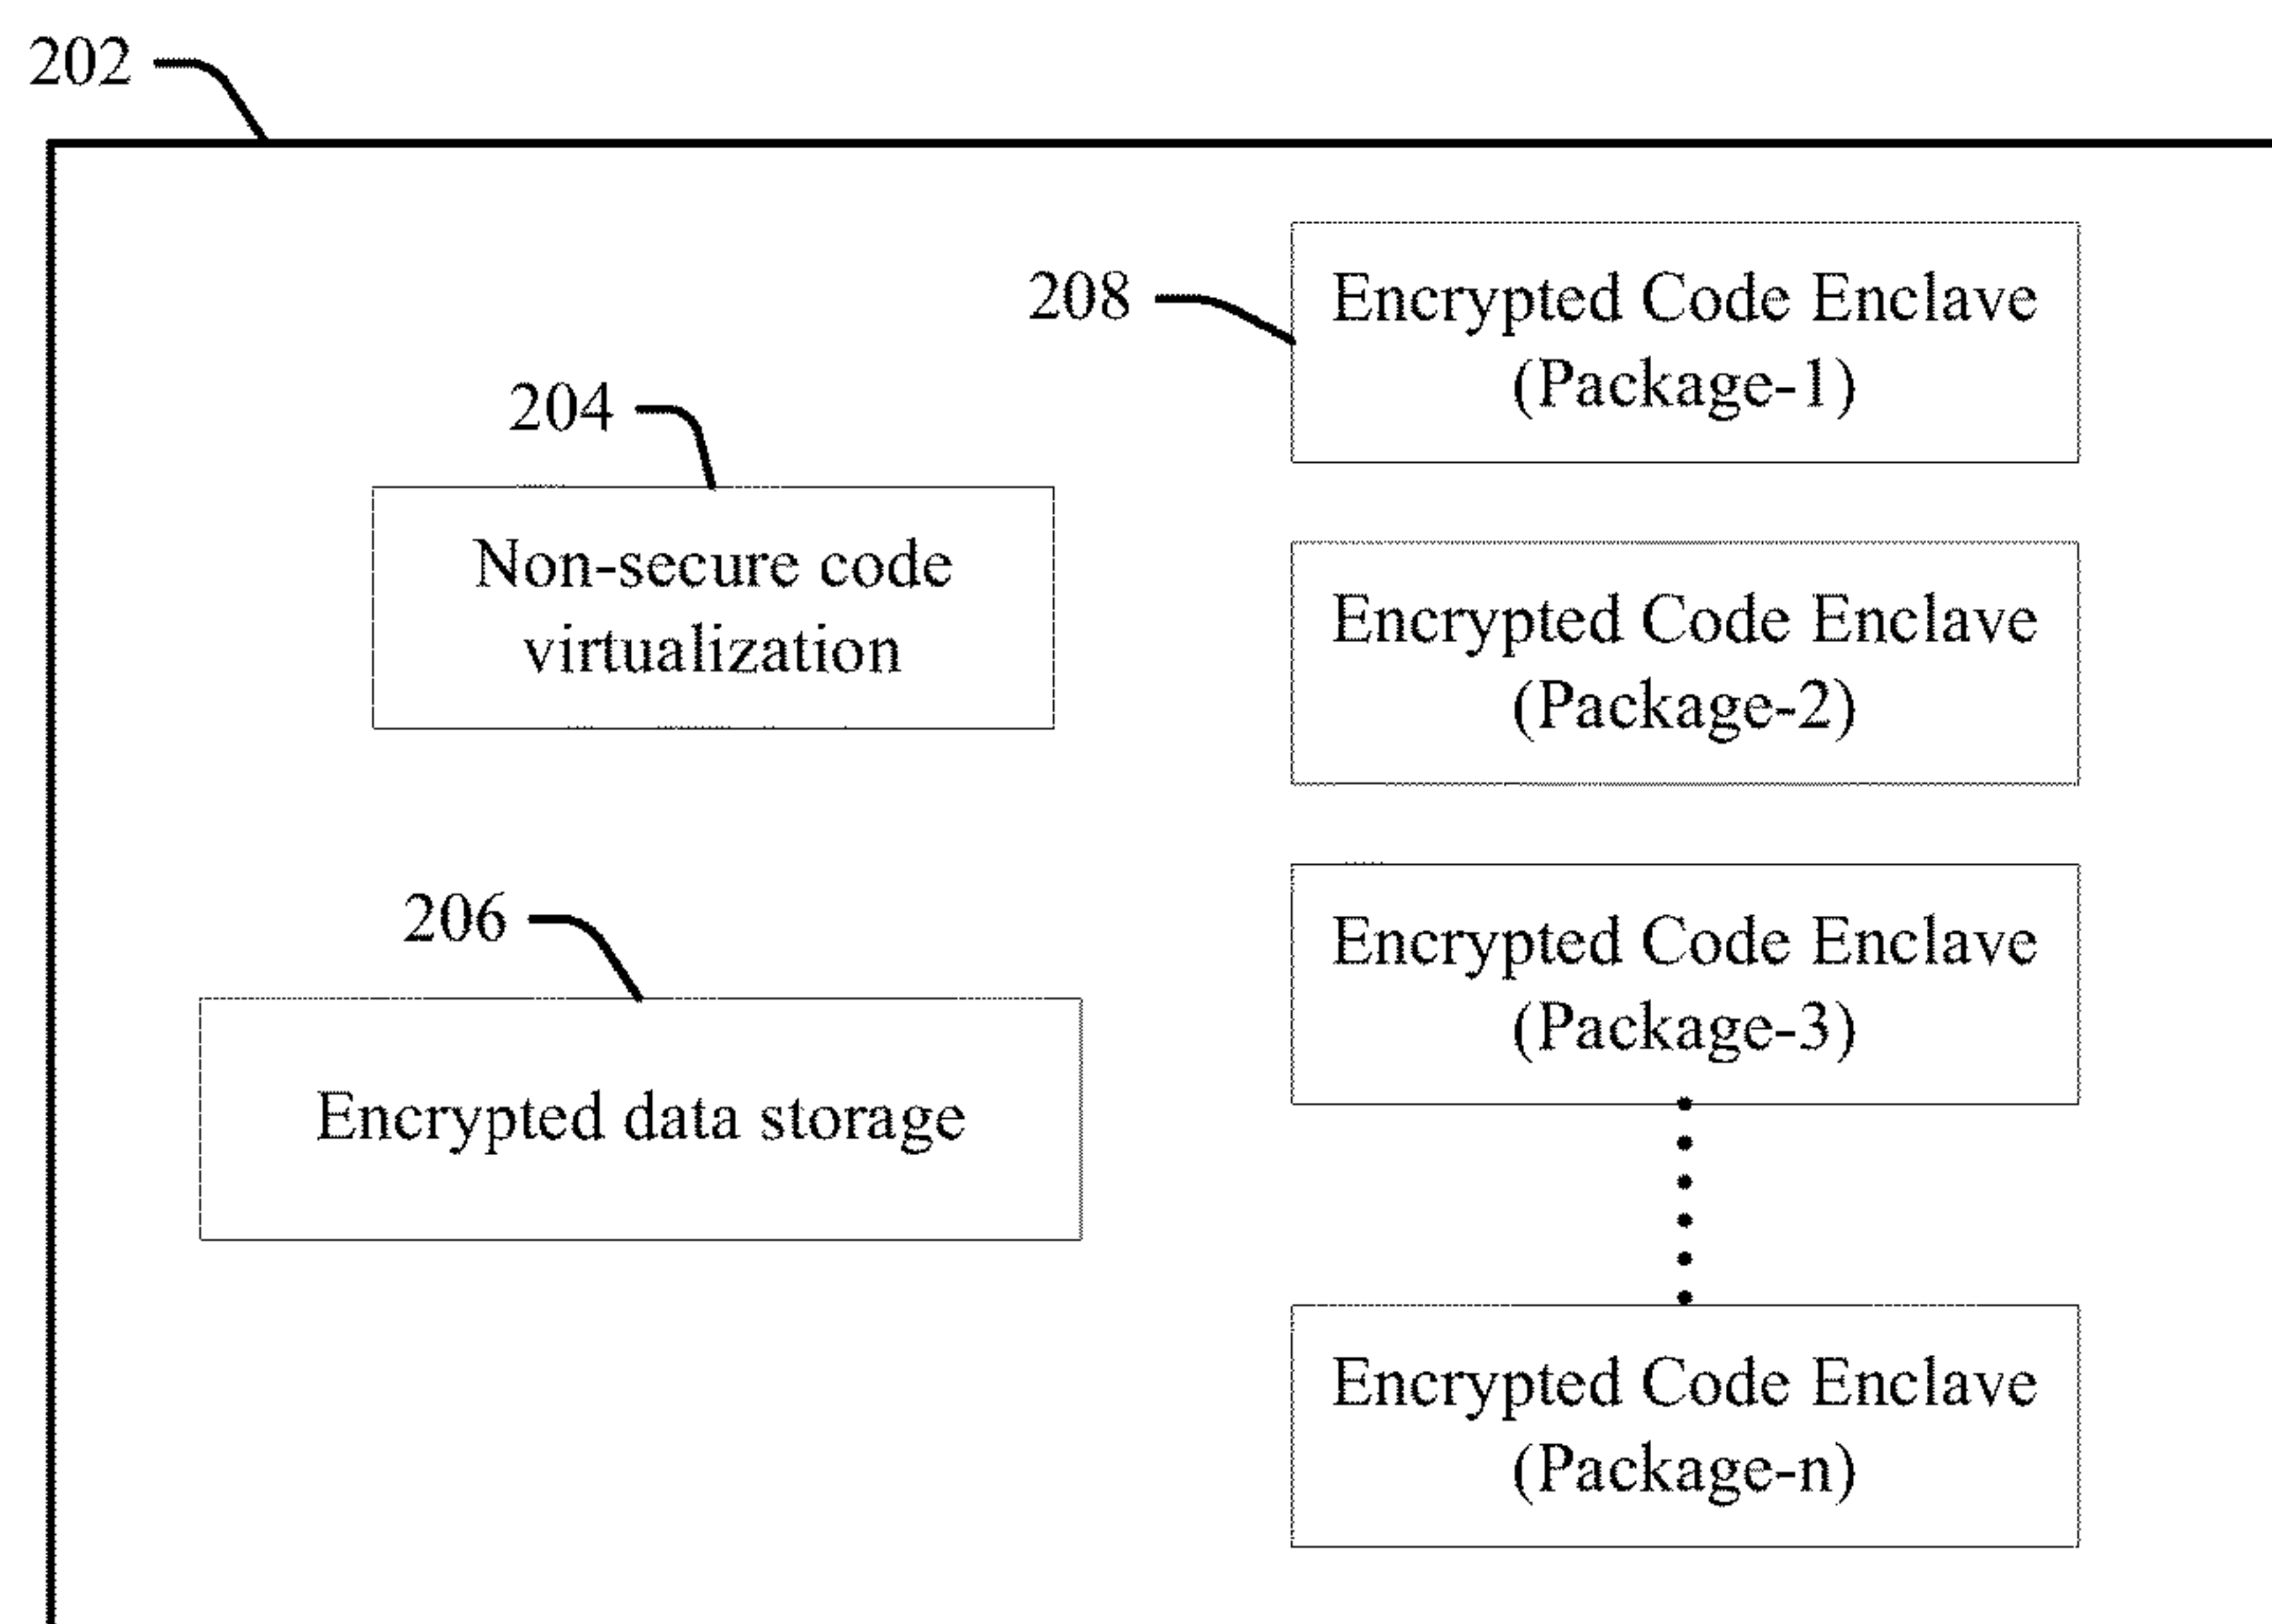 202
208
Encrypted Code Enclave
(Package-1)
204
Non-secure code
virtualization
Encrypted Code Enclave
(Package-2)
206
Encrypted data storage
Encrypted Code Enclave
(Package-3)
Encrypted Code Enclave
(Package-n)